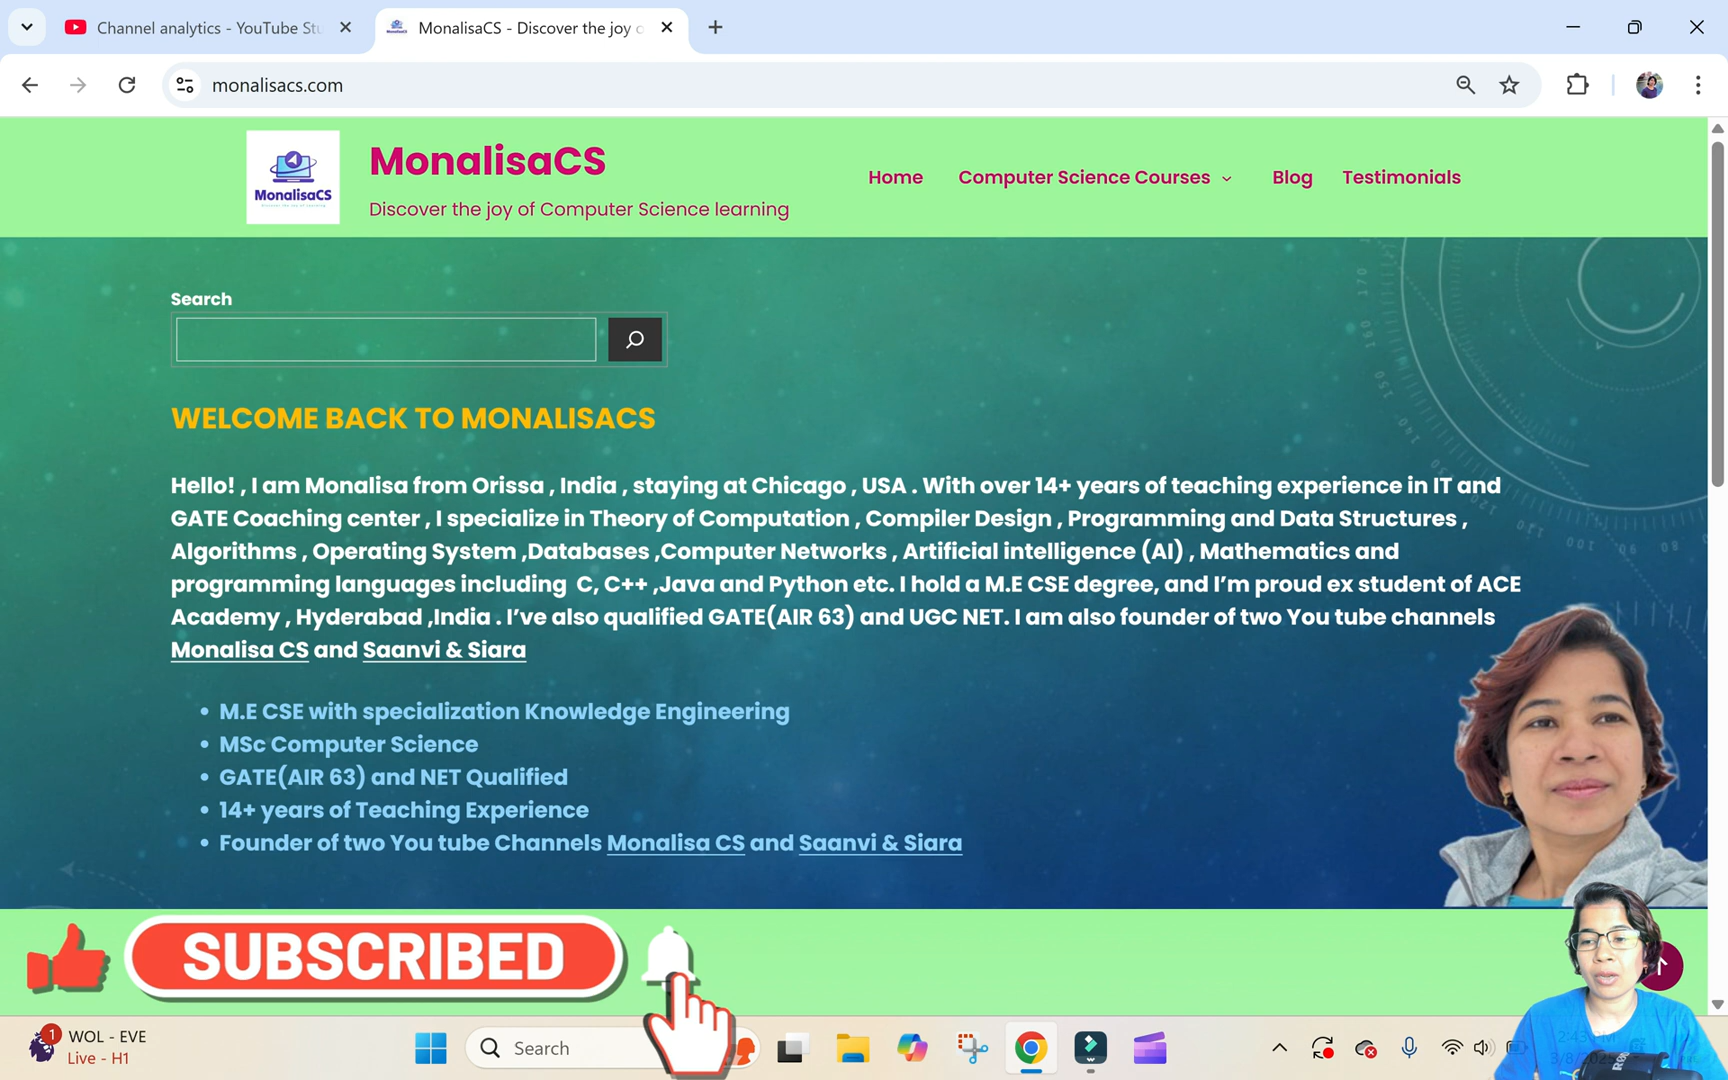 Channel analytics - YouTube Stu
MonalisaCS - Discover the joy o
monalisacs.com
MonalisaCS
MonalisaCS
Discover the joy of Computer Science learning
Home
Computer Science Courses
Blog
Testimonials
Search
WELCOME BACK TO MONALISACS
Hello! , I am Monalisa from Orissa , India , staying at Chicago , USA . With over 14+ years of teaching experience in IT and
GATE Coaching center , I specialize in Theory of Computation , Compiler Design , Programming and Data Structures ,
Algorithms , Operating System ,Databases ,Computer Networks , Artificial intelligence (AI) , Mathematics and
programming languages including C, C++ ,Java and Python etc. I hold a M.E CSE degree, and I’m proud ex student of ACE
Academy , Hyderabad ,India . I’ve also qualified GATE(AIR 63) and UGC NET. I am also founder of two You tube channels
Monalisa CS and Saanvi & Siara
• M.E CSE with specialization Knowledge Engineering
• MSc Computer Science
• GATE(AIR 63) and NET Qualified
• 14+ years of Teaching Experience
• Founder of two You tube Channels Monalisa CS and Saanvi & Siara
SUBSCRIBED
1
WOL - EVE
Live - H1
Search